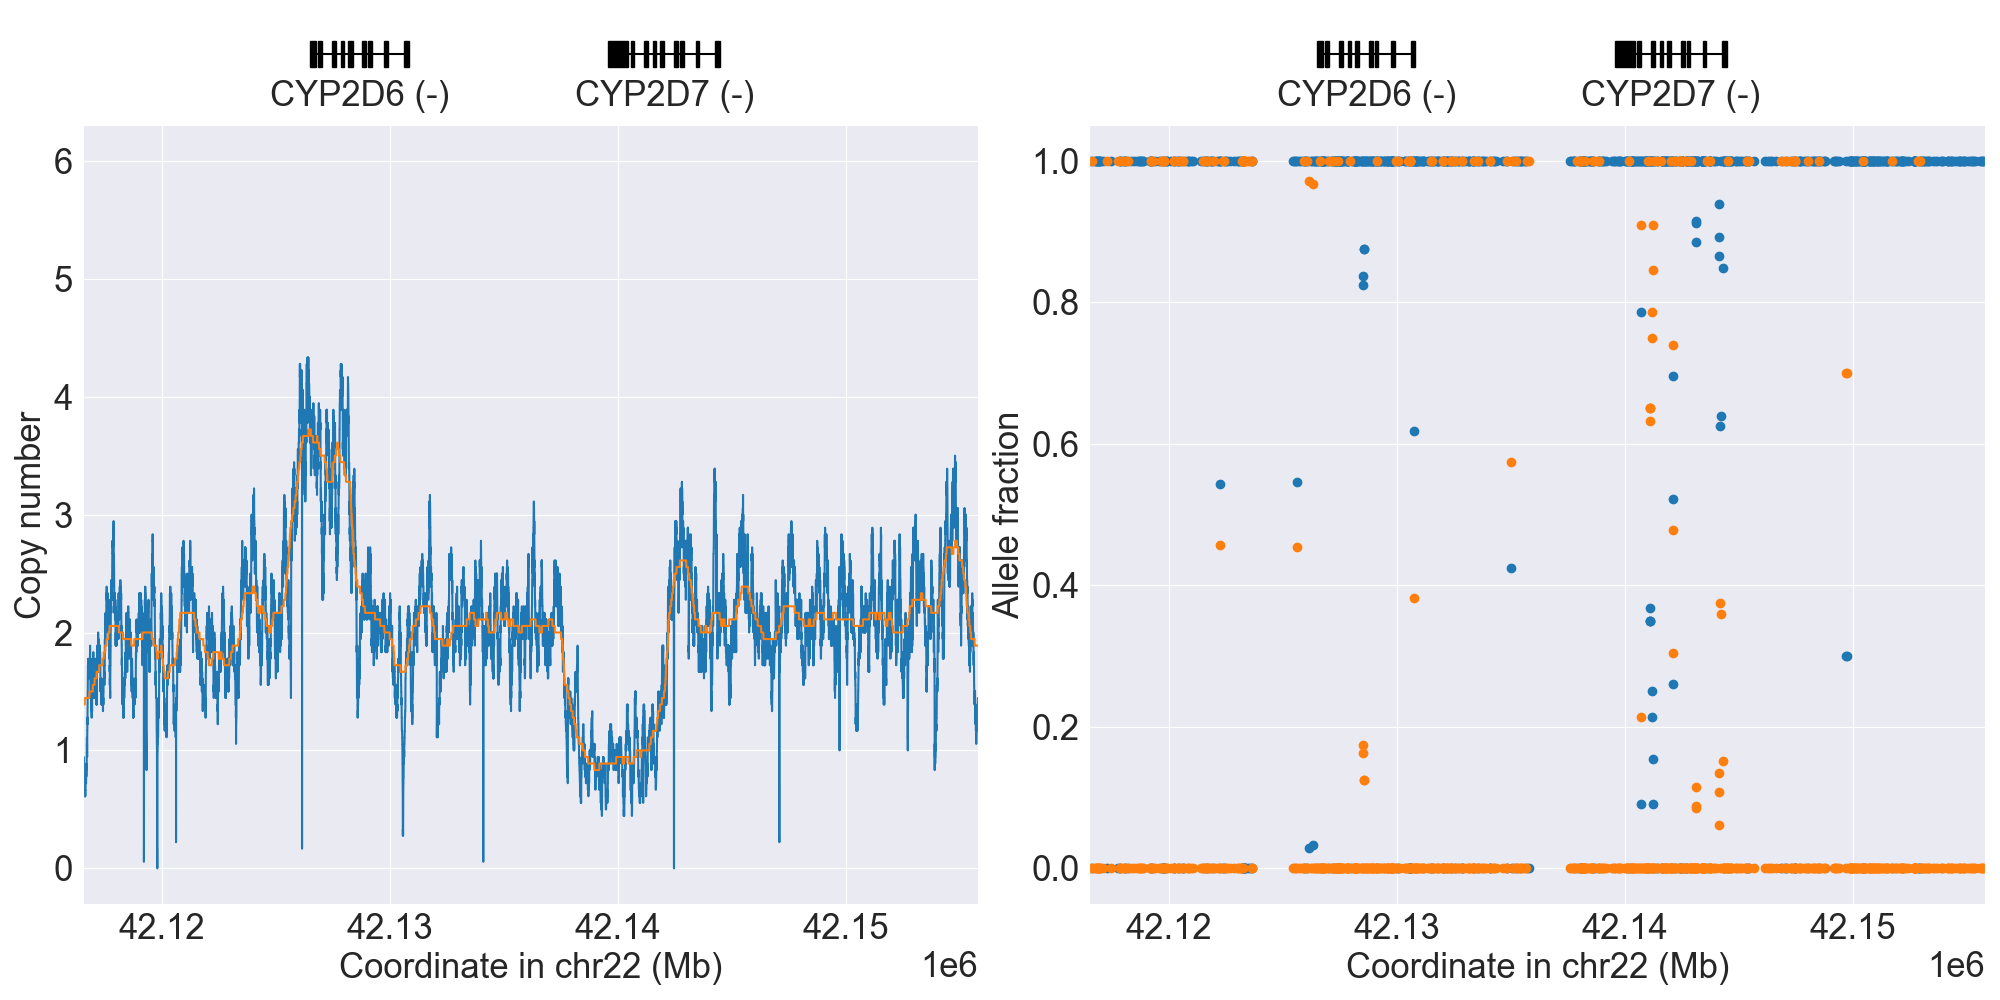 CYP2D6 (-) CYP2D7 (-)
6
5
4
3
2
1
0
Copy number
42.12 42.13 42.14 42.15
Coordinate in chr22 (Mb) 1e6
CYP2D6 (-) CYP2D7 (-)
1.0
0.8
0.6
0.4
0.2
0.0
Allele fraction
42.12 42.13 42.14 42.15
Coordinate in chr22 (Mb) 1e6